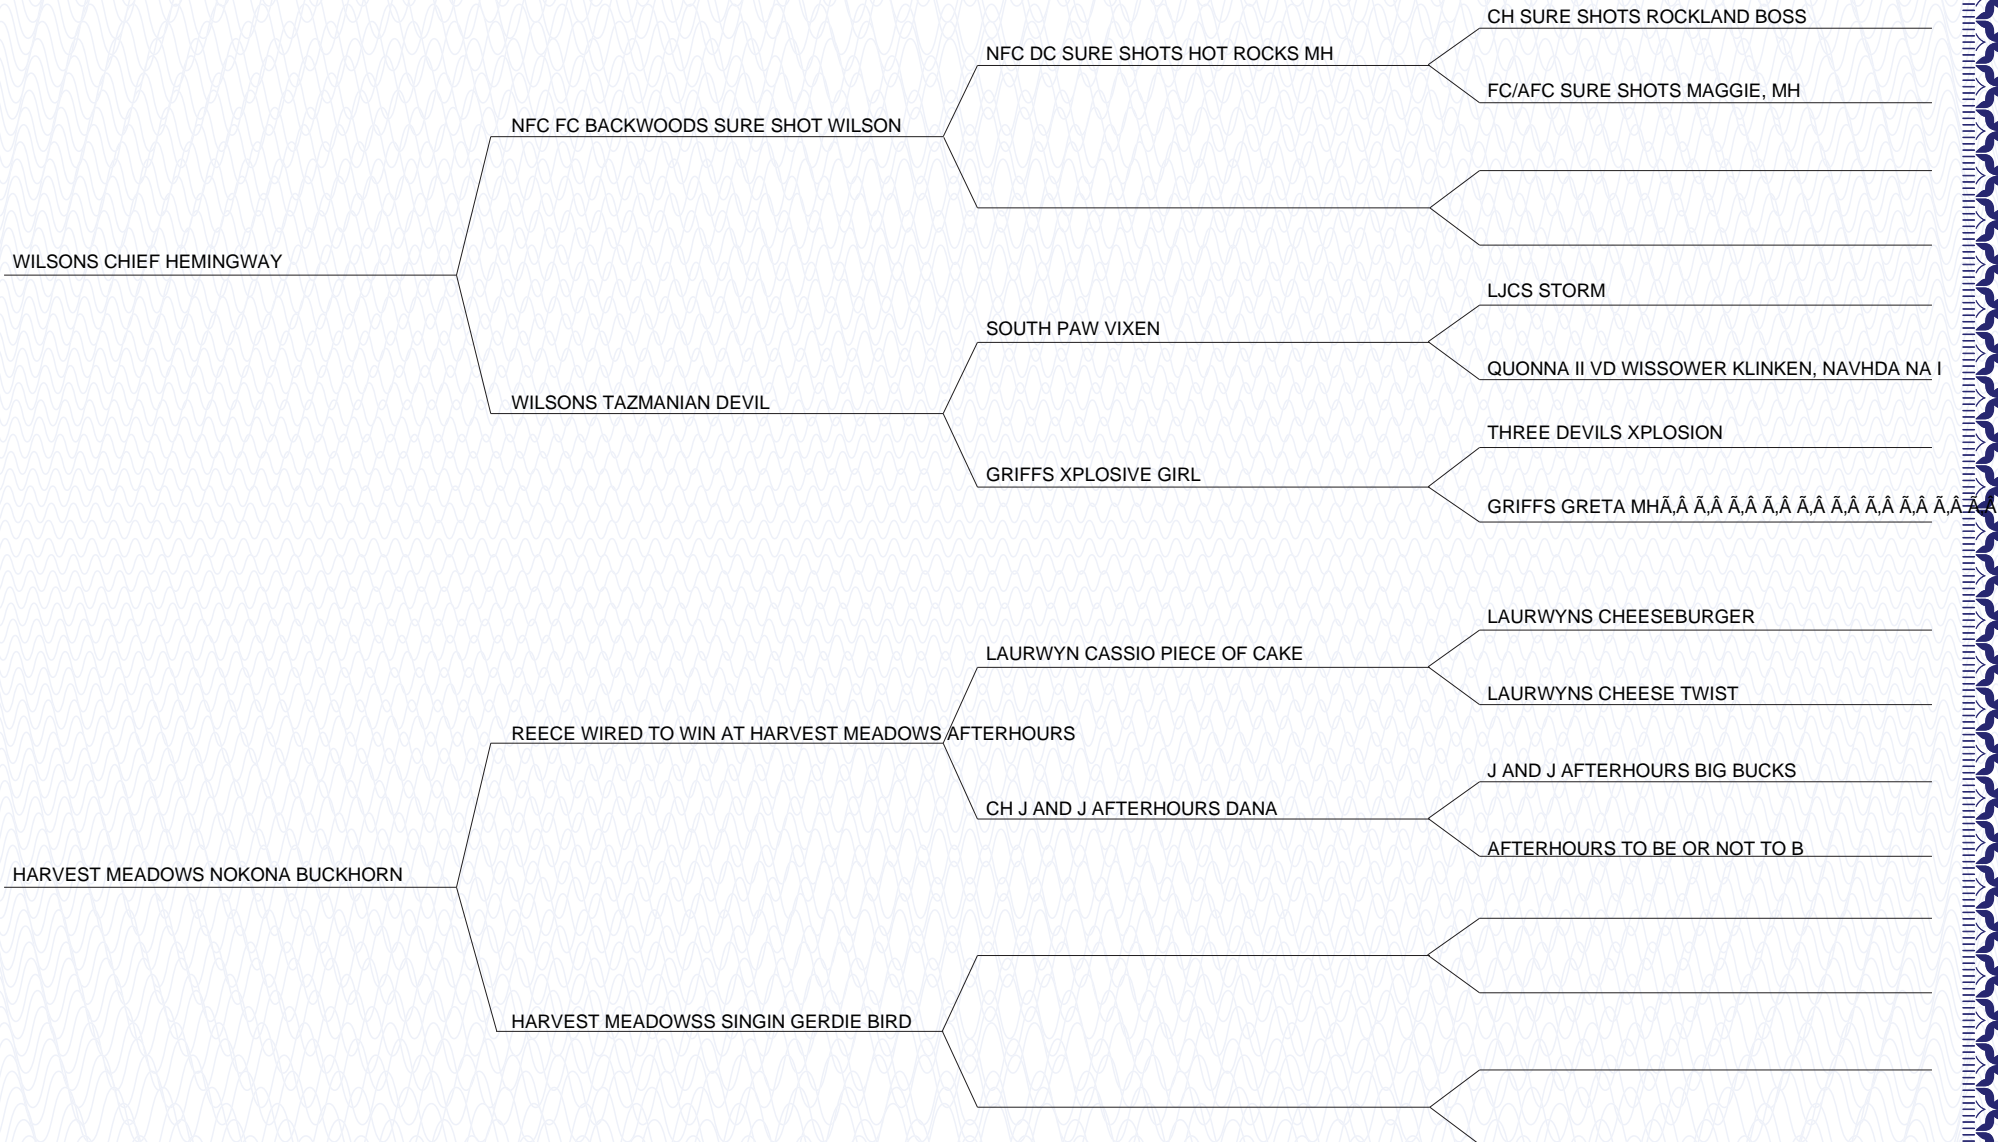 CH SURE SHOTS ROCKLAND BOSS
NFC DC SURE SHOTS HOT ROCKS MH
FC/AFC SURE SHOTS MAGGIE, MH
NFC FC BACKWOODS SURE SHOT WILSON
WILSONS CHIEF HEMINGWAY
LJCS STORM
SOUTH PAW VIXEN
QUONNA II VD WISSOWER KLINKEN, NAVHDA NA I
WILSONS TAZMANIAN DEVIL
THREE DEVILS XPLOSION
GRIFFS XPLOSIVE GIRL
GRIFFS GRETA MHÃ,Â Ã,Â Ã,Â Ã,Â Ã,Â Ã,Â Ã,Â Ã,Â Ã,Â Ã,Â
LAURWYNS CHEESEBURGER
LAURWYN CASSIO PIECE OF CAKE
LAURWYNS CHEESE TWIST
REECE WIRED TO WIN AT HARVEST MEADOWS AFTERHOURS
J AND J AFTERHOURS BIG BUCKS
CH J AND J AFTERHOURS DANA
AFTERHOURS TO BE OR NOT TO B
HARVEST MEADOWS NOKONA BUCKHORN
HARVEST MEADOWSS SINGIN GERDIE BIRD